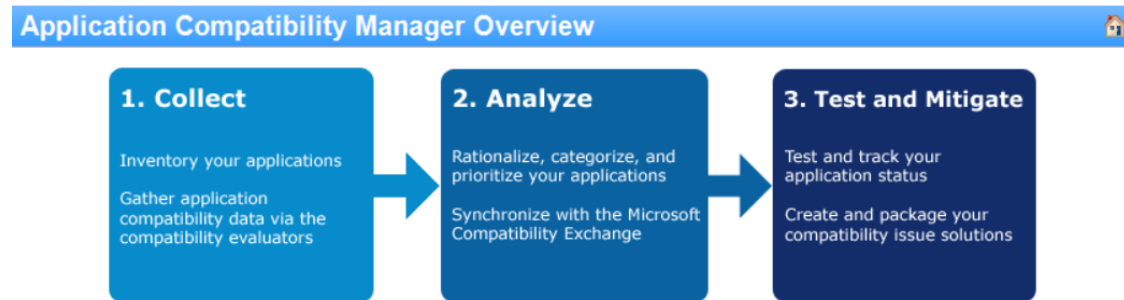 Application Compatibility Manager Overview
1. Collect
Inventory your applications
Gather application
compatibility data via the
compatibility evaluators
2. Analyze
Rationalize, categorize, and
prioritize your applications
Synchronize with the Microsoft
Compatibility Exchange
3. Test and Mitigate
Test and track your
application status
Create and package your
compatibility issue solutions